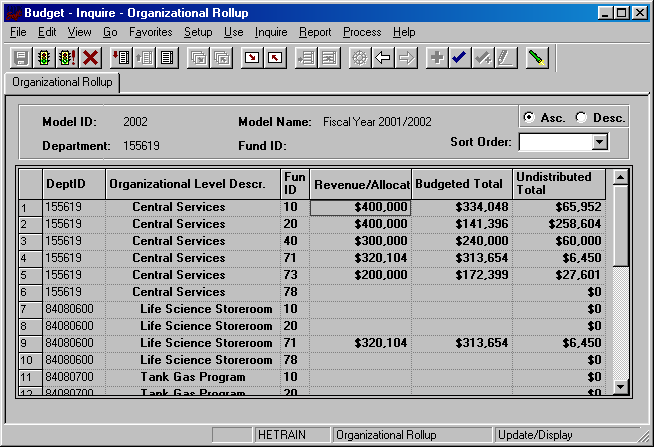 Budget - Inquire - Organizational Rollup
File Edit View Go Favorites Setup Use Inquire Report Process Help
Organizational Rollup
Model ID: 2002 Model Name: Fiscal Year 2001/2002 Asc. Desc.
Department: 155619 Fund ID: Sort Order:
DeptID Organizational Level Descr. Fun ID Revenue/Allocat Budgeted Total Undistributed Total
1 155619 Central Services 10 $400,000 $334,048 $65,952
2 155619 Central Services 20 $400,000 $141,396 $258,604
3 155619 Central Services 40 $300,000 $240,000 $60,000
4 155619 Central Services 71 $320,104 $313,654 $6,450
5 155619 Central Services 73 $200,000 $172,399 $27,601
6 155619 Central Services 78 $0
7 84080600 Life Science Storeroom 10 $0
8 84080600 Life Science Storeroom 20 $0
9 84080600 Life Science Storeroom 71 $320,104 $313,654 $6,450
10 84080600 Life Science Storeroom 78 $0
11 84080700 Tank Gas Program 10 $0
12 84080700 Tank Gas Program 20 $0
HETRAIN Organizational Rollup Update/Display